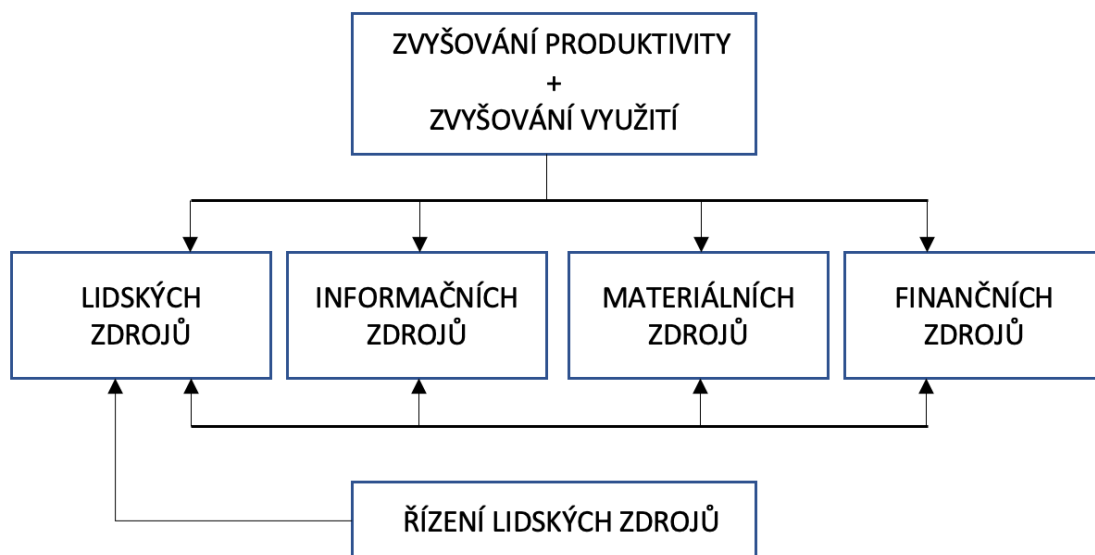 ZVYŠOVÁNÍ PRODUKTIVITY
+
ZVYŠOVÁNÍ VYUŽITÍ
LIDSKÝCH
ZDROJŮ
INFORMAČNÍCH
ZDROJŮ
MATERIÁLNÍCH
ZDROJŮ
FINANČNÍCH
ZDROJŮ
ŘÍZENÍ LIDSKÝCH ZDROJŮ